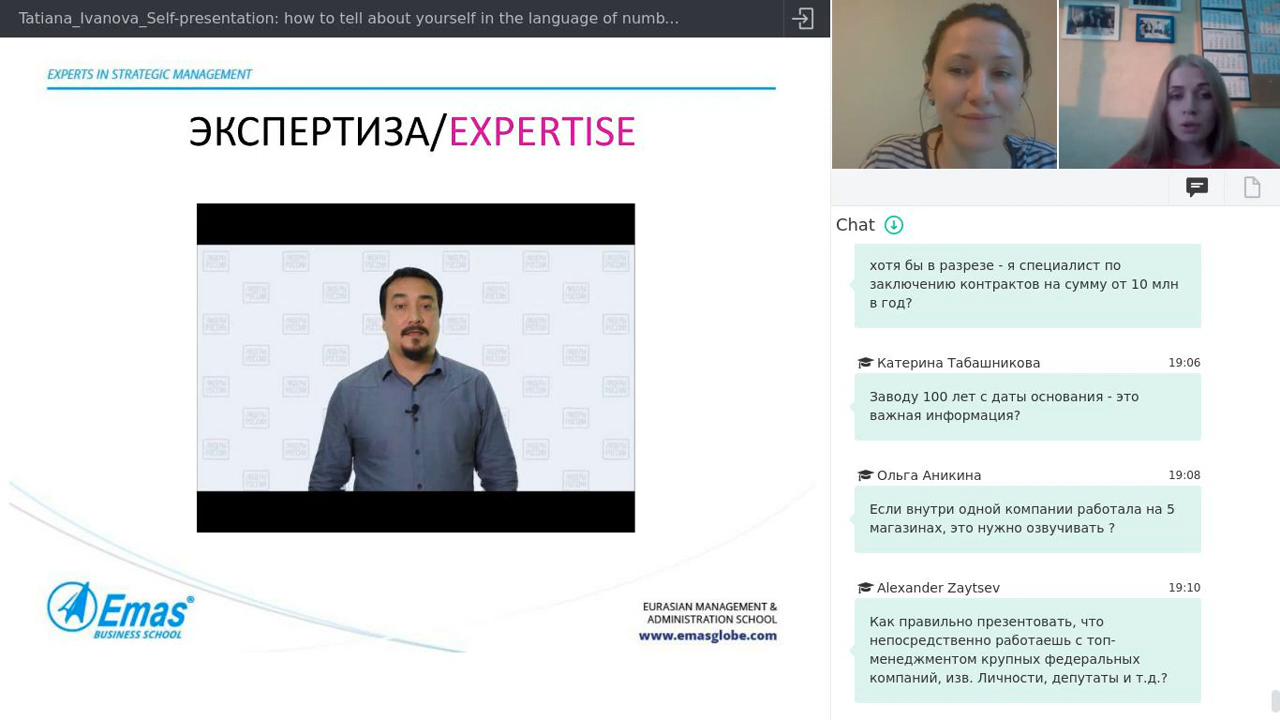 Tatiana_Ivanova_Self-presentation: how to tell about yourself in the language of numb...
EXPERTS IN STRATEGIC MANAGEMENT
ЭКСПЕРТИЗА/EXPERTISE
ЛИДЕРЫ
РОССИИ
Emas®
BUSINESS SCHOOL
EURASIAN MANAGEMENT &
ADMINISTRATION SCHOOL
www.emasglobe.com
Chat
хотя бы в разрезе - я специалист по
заключению контрактов на сумму от 10 млн
в год?
Катерина Табашникова 19:06
Заводу 100 лет с даты основания - это
важная информация?
Ольга Аникина 19:08
Если внутри одной компании работала на 5
магазинах, это нужно озвучивать ?
Alexander Zaytsev 19:10
Как правильно презентовать, что
непосредственно работаешь с топ-
менеджментом крупных федеральных
компаний, изв. Личности, депутаты и т.д.?